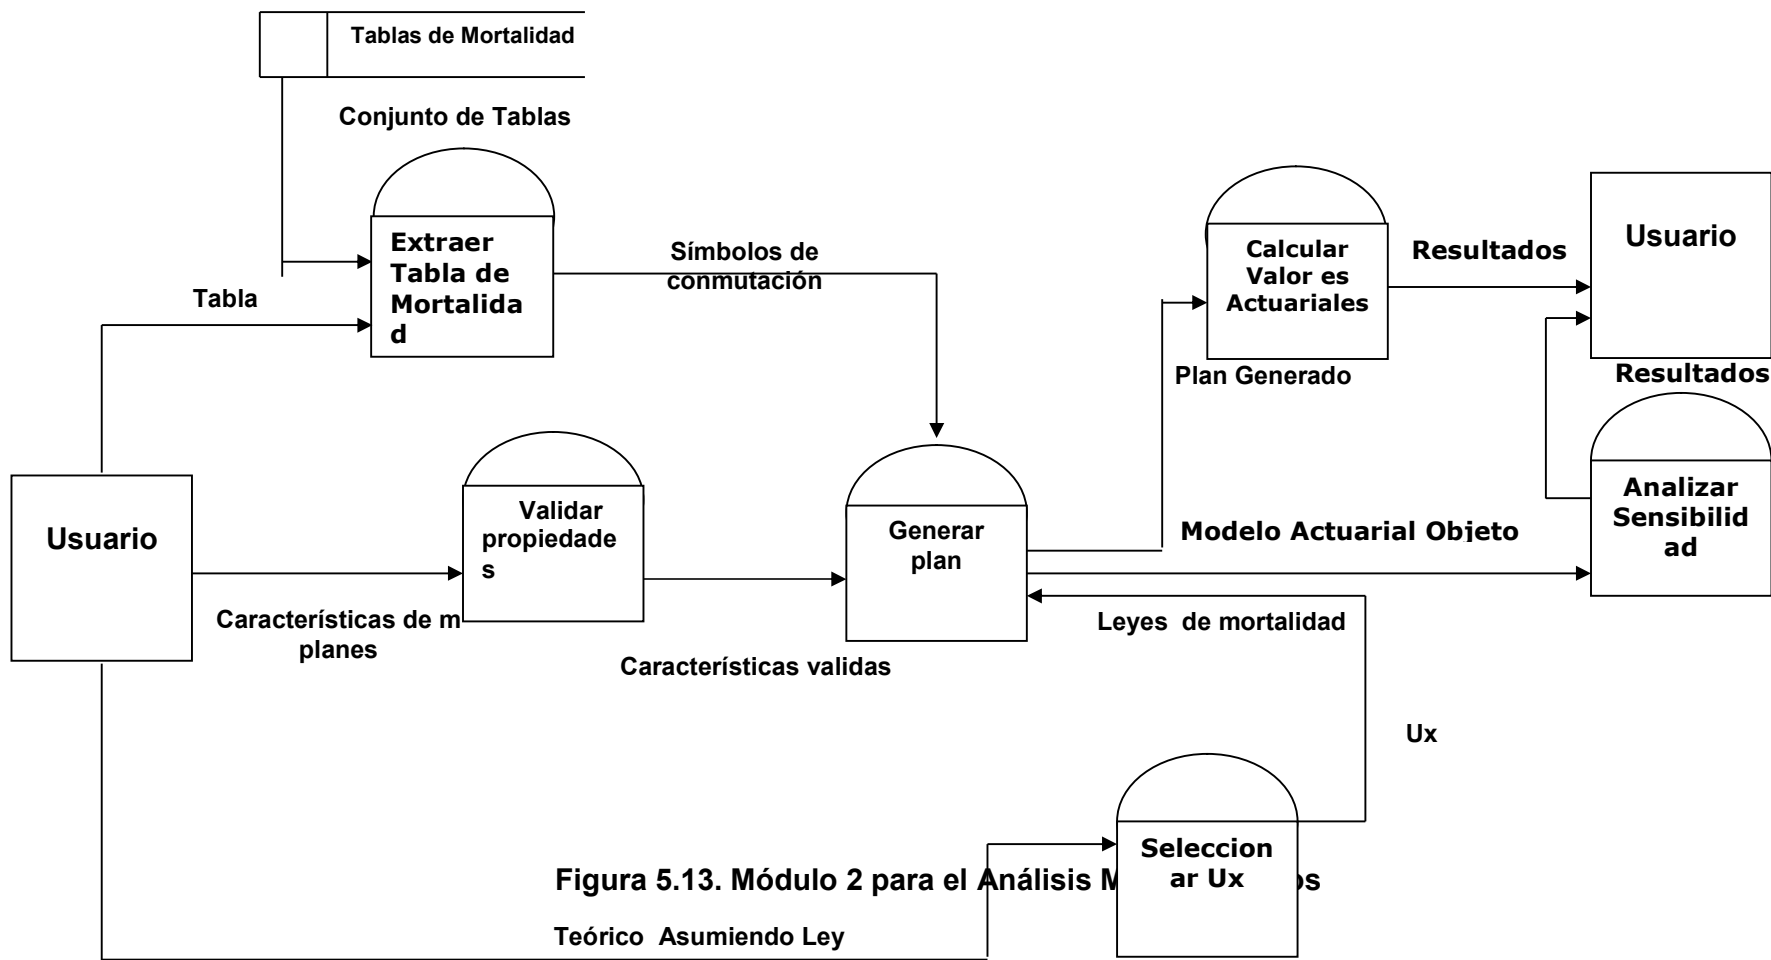 Tablas de Mortalidad
Conjunto de Tablas
Extraer
Tabla de
Mortalida
d
Símbolos de
conmutación
Tabla
Calcular
Valor es
Actuariales
Resultados
Usuario
Plan Generado
Resultados
Usuario
Validar
propiedade
s
Generar
plan
Modelo Actuarial Objeto
Analizar
Sensibilid
ad
Características de m
planes
Características validas
Leyes de mortalidad
Ux
Seleccion
ar Ux
Figura 5.13. Módulo 2 para el Análisis
Teórico Asumiendo Ley